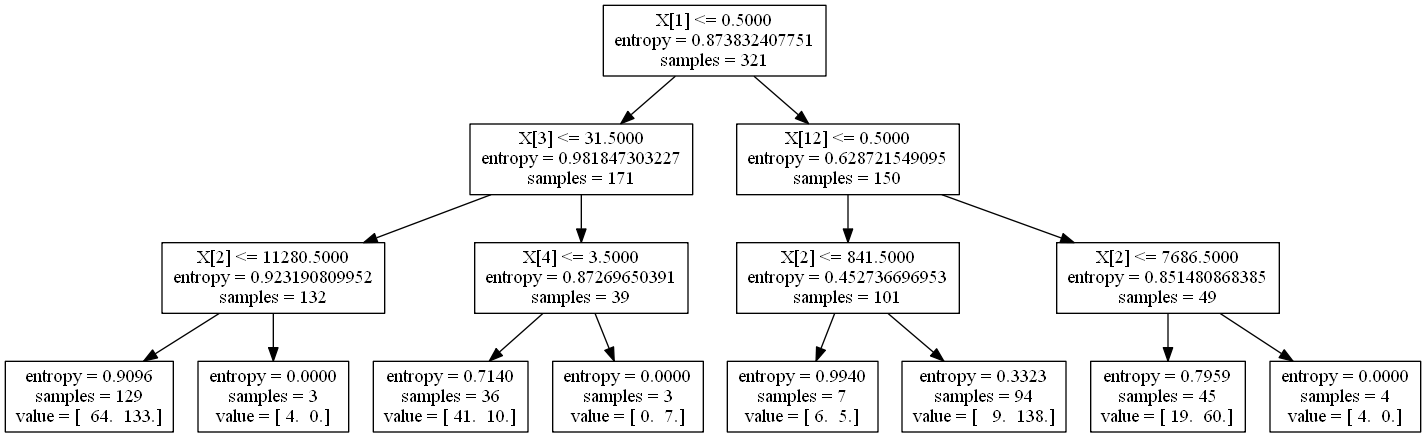 X[1] <= 0.5000
entropy = 0.873832407751
samples = 321
X[3] <= 31.5000
entropy = 0.981847303227
samples = 171
X[12] <= 0.5000
entropy = 0.628721549095
samples = 150
X[2] <= 11280.5000
entropy = 0.923190809952
samples = 132
X[4] <= 3.5000
entropy = 0.87269650391
samples = 39
X[2] <= 841.5000
entropy = 0.452736696953
samples = 101
X[2] <= 7686.5000
entropy = 0.851480868385
samples = 49
entropy = 0.9096
samples = 129
value = [ 64. 133.]
entropy = 0.0000
samples = 3
value = [ 4. 0.]
entropy = 0.7140
samples = 36
value = [ 41. 10.]
entropy = 0.0000
samples = 3
value = [ 0. 7.]
entropy = 0.9940
samples = 7
value = [ 6. 5.]
entropy = 0.3323
samples = 94
value = [ 9. 138.]
entropy = 0.7959
samples = 45
value = [ 19. 60.]
entropy = 0.0000
samples = 4
value = [ 4. 0.]